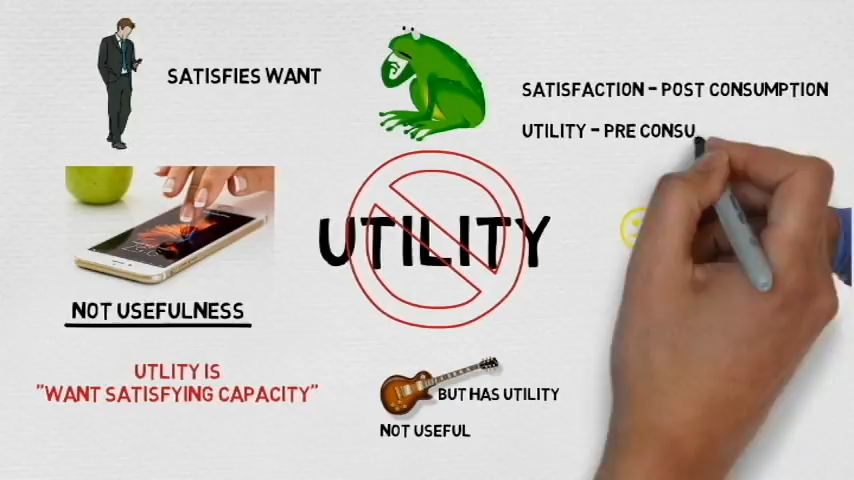 SATISFIES WANT
SATISFACTION - POST CONSUMPTION
UTILITY - PRE CONSU
UTILITY
NOT USEFULNESS
UTLITY IS
"WANT SATISFYING CAPACITY"
BUT HAS UTILITY
NOT USEFUL